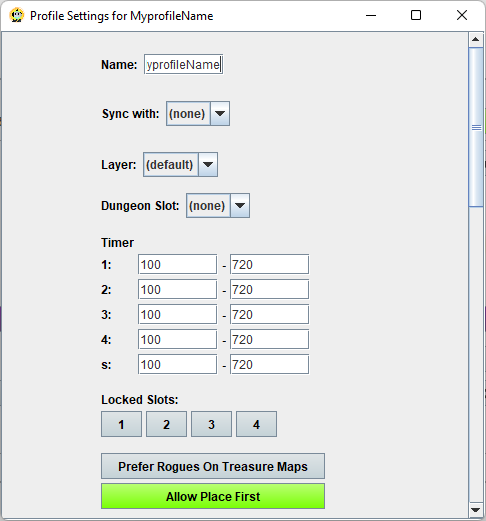 Profile Settings for MyprofileName
Name: yprofileName
Sync with: (none)
Layer: (default)
Dungeon Slot: (none)
Timer
1: 100 - 720
2: 100 - 720
3: 100 - 720
4: 100 - 720
s: 100 - 720
Locked Slots:
1 2 3 4
Prefer Rogues On Treasure Maps
Allow Place First